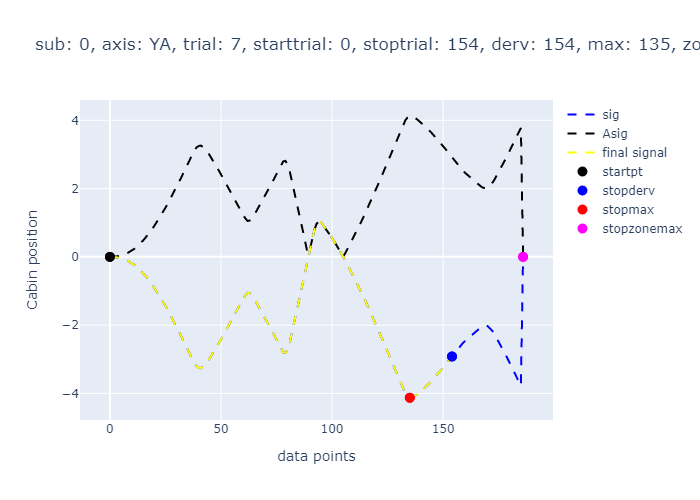 sub: 0, axis: YA, trial: 7, starttrial: 0, stoptrial: 154, derv: 154, max: 135, zo
sig
Asig
final signal
startpt
stopderv
stopmax
stopzonemax
Cabin position
4
2
0
−2
−4
0
50
100
150
data points